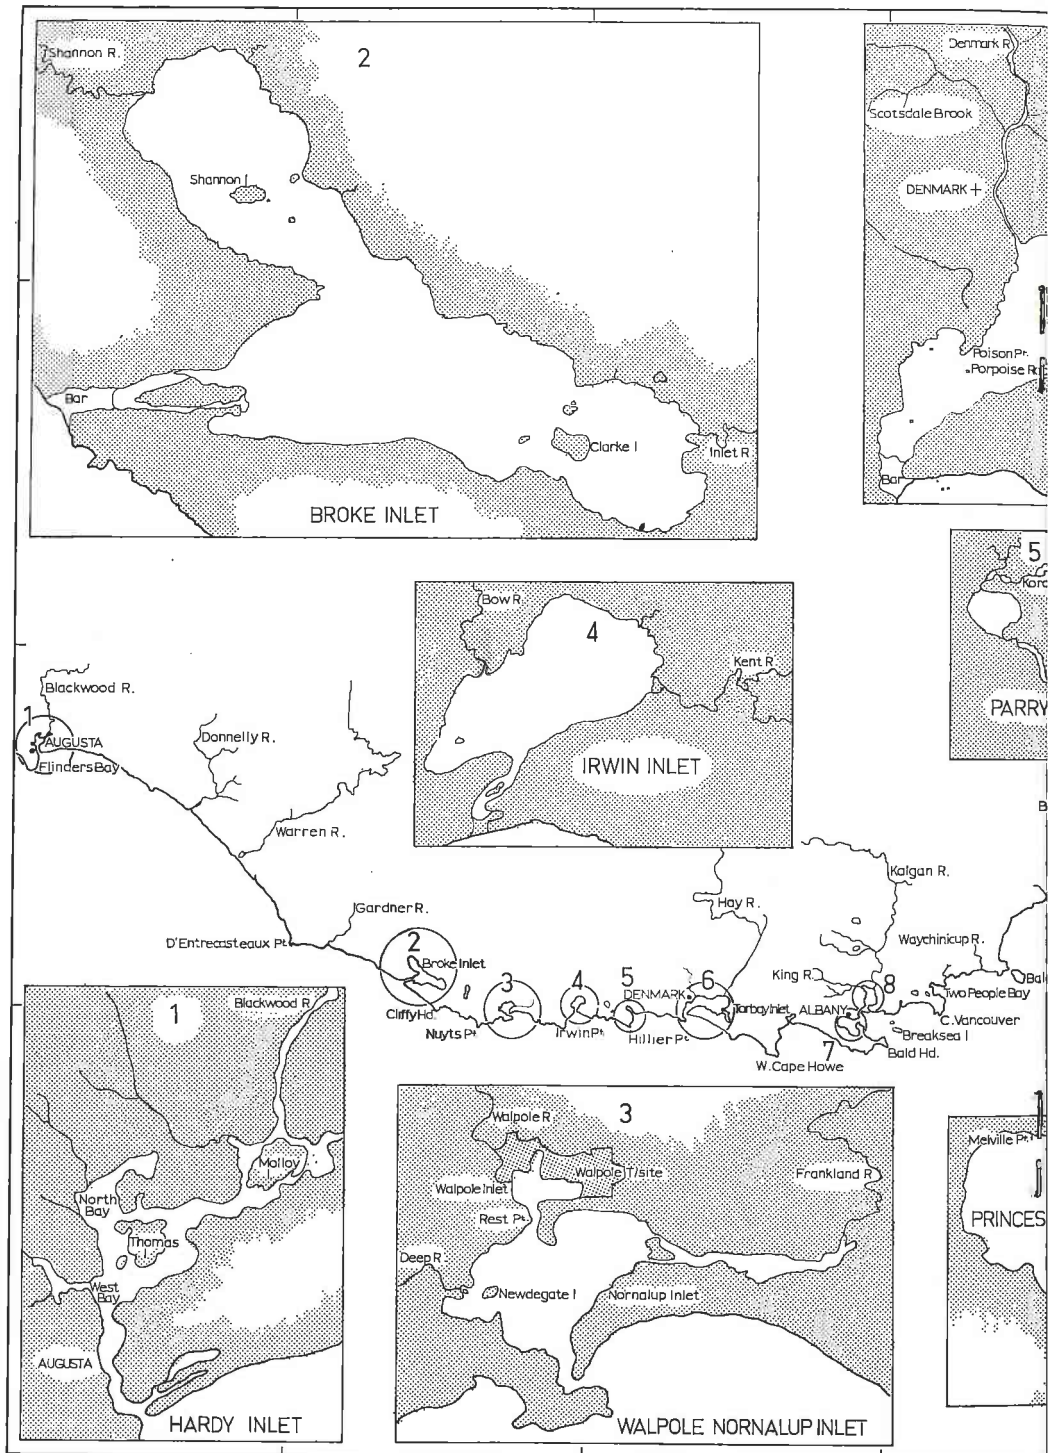 Shannon R.
2
Shannon I
Bar
Clarke I
Inlet R.
BROKE INLET
Denmark R
Scotsdale Brook
DENMARK +
Poison Pt.
Porpoise
Bar
5
PARRY
Bow R.
4
Kent R
IRWIN INLET
Blackwood R.
1
AUGUSTA
Flinders Bay
Donnelly R.
Warren R.
Gardner R.
D'Entrecasteaux Pt.
2
Broke Inlet
Cliffy Hd.
Nuyts Pt.
3
4
Irwin Pt.
5
DENMARK
Hillier Pt.
6
Hay R.
Torbay Inlet
W. Cape Howe
Kalgan R.
King R.
ALBANY
7
8
Waychinicup R.
Two People Bay
C. Vancouver
Breaksea I
Bald Hd.
Bald
1
Blackwood R
Molloy
I
North
Bay
Thomas
I
West
Bay
AUGUSTA
HARDY INLET
3
Walpole R.
Walpole T/site
Walpole Inlet
Rest Pt.
Deep R.
Newdegate I
Nornalup Inlet
Frankland R
WALPOLE NORNALUP INLET
Melville Pt.
PRINCES